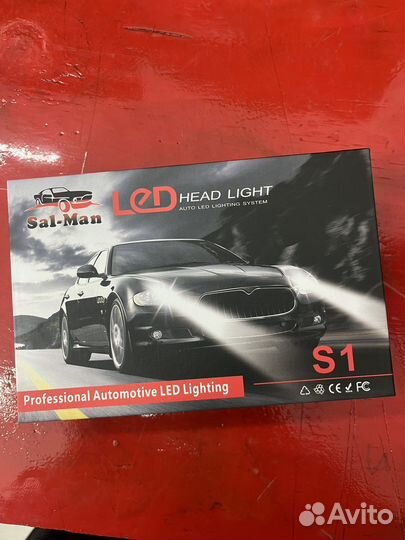 Sal-Man
LED HEAD LIGHT
AUTO LED LIGHTING SYSTEM
S1
Professional Automotive LED Lighting
CE FC
Avito